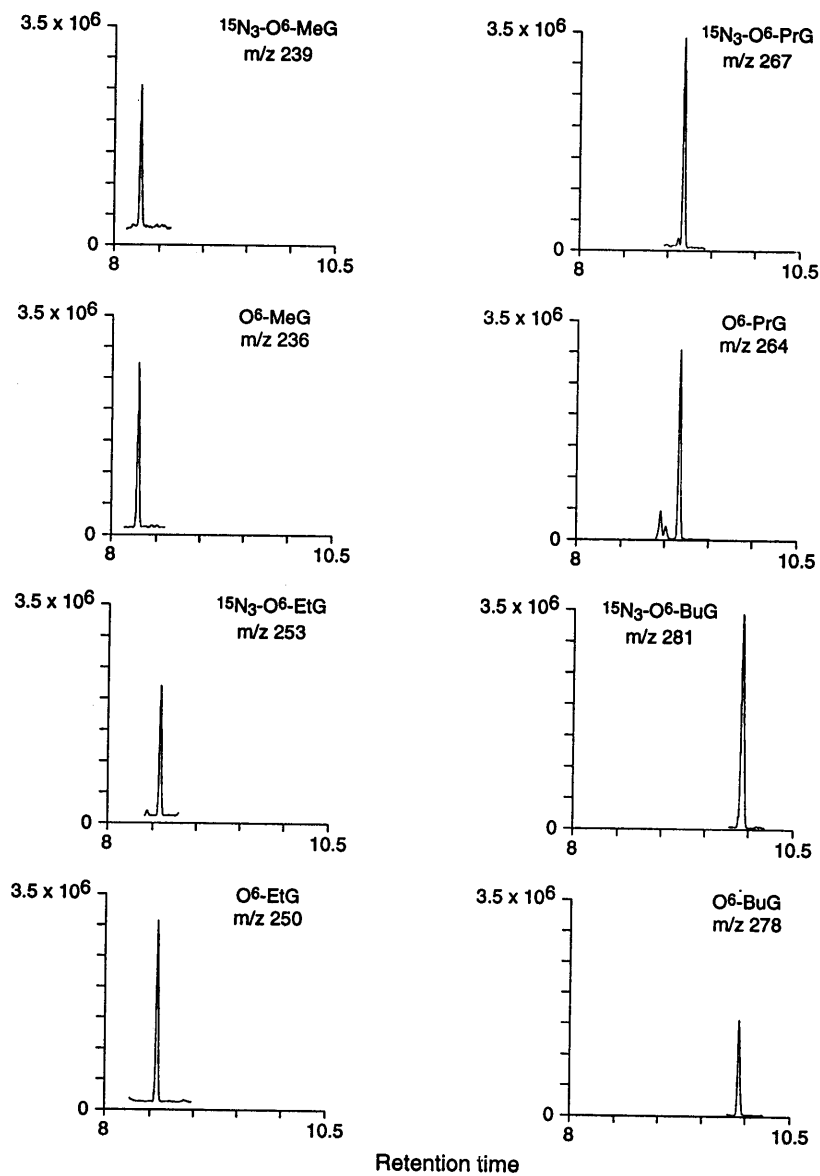 3.5 x 10⁶
¹⁵N₃-O⁶-MeG
m/z 239
0
8
10.5
3.5 x 10⁶
¹⁵N₃-O⁶-PrG
m/z 267
0
8
10.5
3.5 x 10⁶
O⁶-MeG
m/z 236
0
8
10.5
3.5 x 10⁶
O⁶-PrG
m/z 264
0
8
10.5
3.5 x 10⁶
¹⁵N₃-O⁶-EtG
m/z 253
0
8
10.5
3.5 x 10⁶
¹⁵N₃-O⁶-BuG
m/z 281
0
8
10.5
3.5 x 10⁶
O⁶-EtG
m/z 250
0
8
10.5
3.5 x 10⁶
O⁶-BuG
m/z 278
0
8
10.5
Retention time